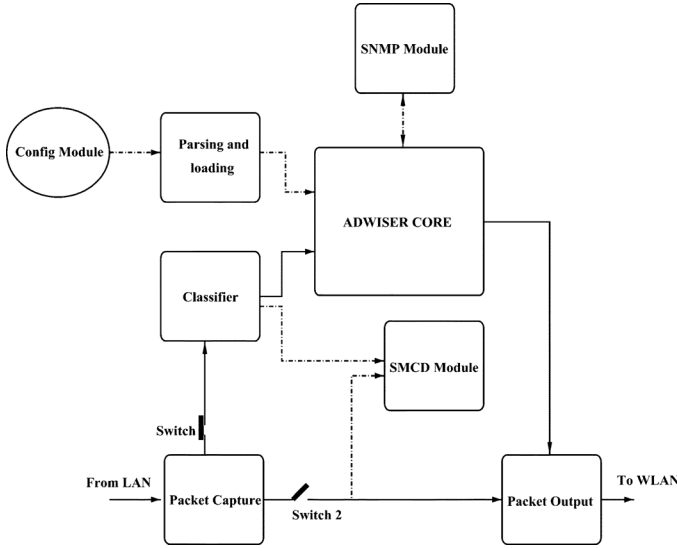 SNMP Module
Config Module
Parsing and
loading
ADWISER CORE
Classifier
SMCD Module
Switch
From LAN
Packet Capture
Switch 2
Packet Output
To WLAN